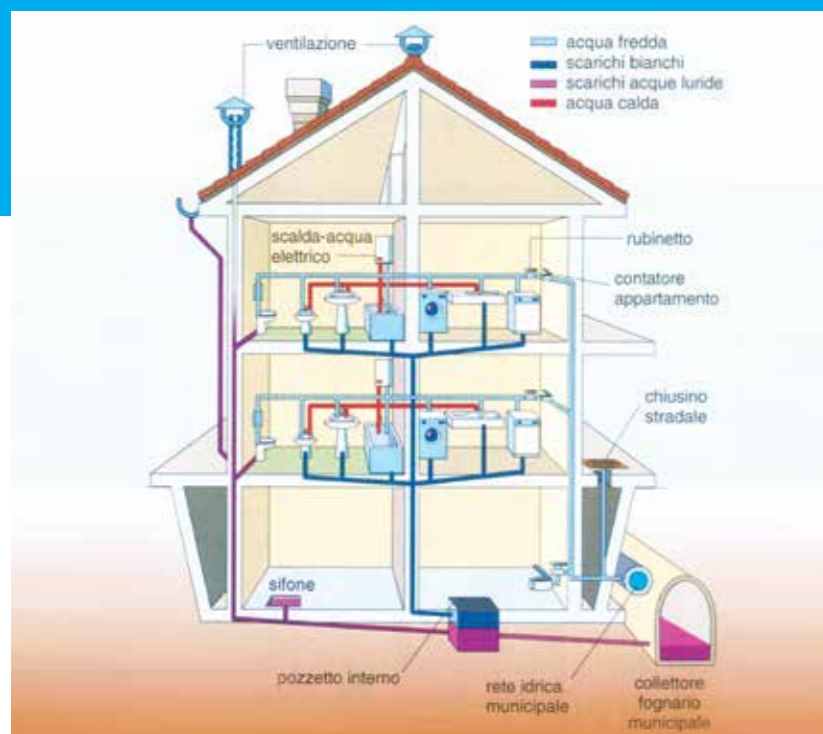 ventilazione
acqua fredda
scarichi bianchi
scarichi acque luride
acqua calda
scalda-acqua
elettrico
rubinetto
contatore
appartamento
chiusino
stradale
sifone
pozzetto interno
rete idrica
municipale
collettore
fognario
municipale